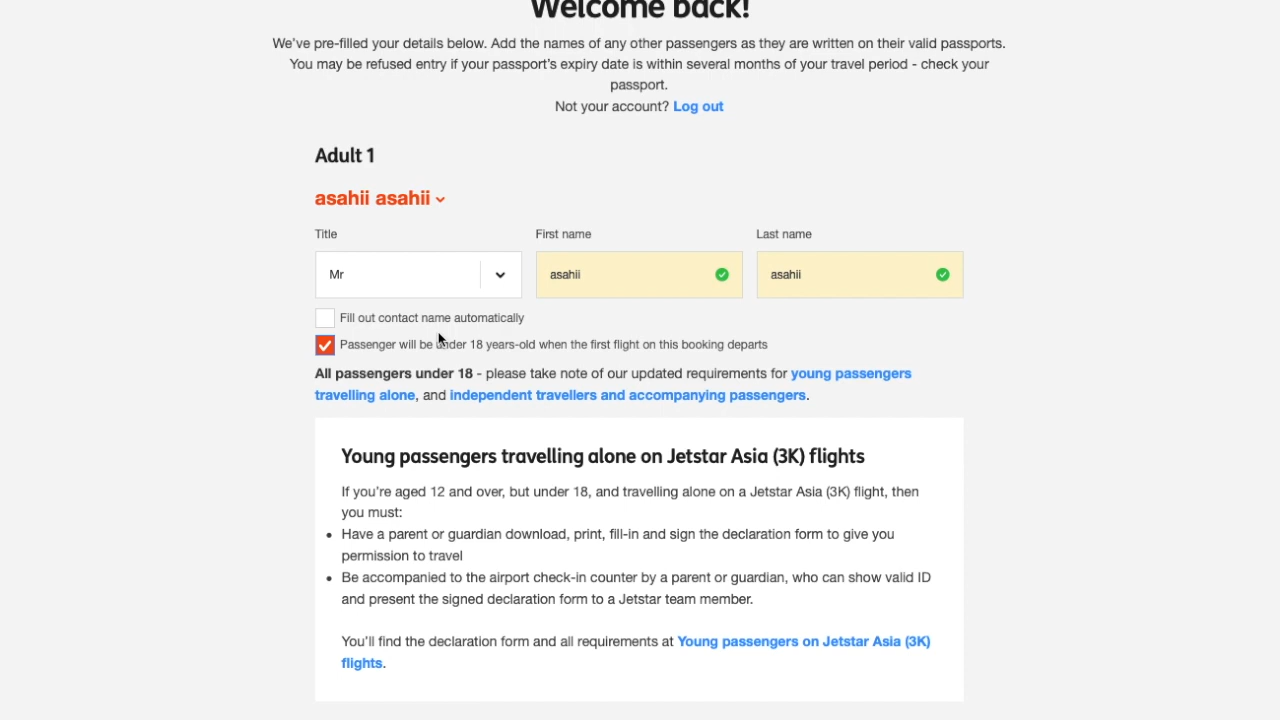 Welcome back!
We've pre-filled your details below. Add the names of any other passengers as they are written on their valid passports.
You may be refused entry if your passport's expiry date is within several months of your travel period - check your
passport.
Not your account? Log out
Adult 1
asahii asahii
Title
First name
Last name
Mr
asahii
asahii
Fill out contact name automatically
Passenger will be under 18 years-old when the first flight on this booking departs
All passengers under 18 - please take note of our updated requirements for young passengers
travelling alone, and independent travellers and accompanying passengers.
Young passengers travelling alone on Jetstar Asia (3K) flights
If you're aged 12 and over, but under 18, and travelling alone on a Jetstar Asia (3K) flight, then
you must:
• Have a parent or guardian download, print, fill-in and sign the declaration form to give you
permission to travel
• Be accompanied to the airport check-in counter by a parent or guardian, who can show valid ID
and present the signed declaration form to a Jetstar team member.
You'll find the declaration form and all requirements at Young passengers on Jetstar Asia (3K)
flights.